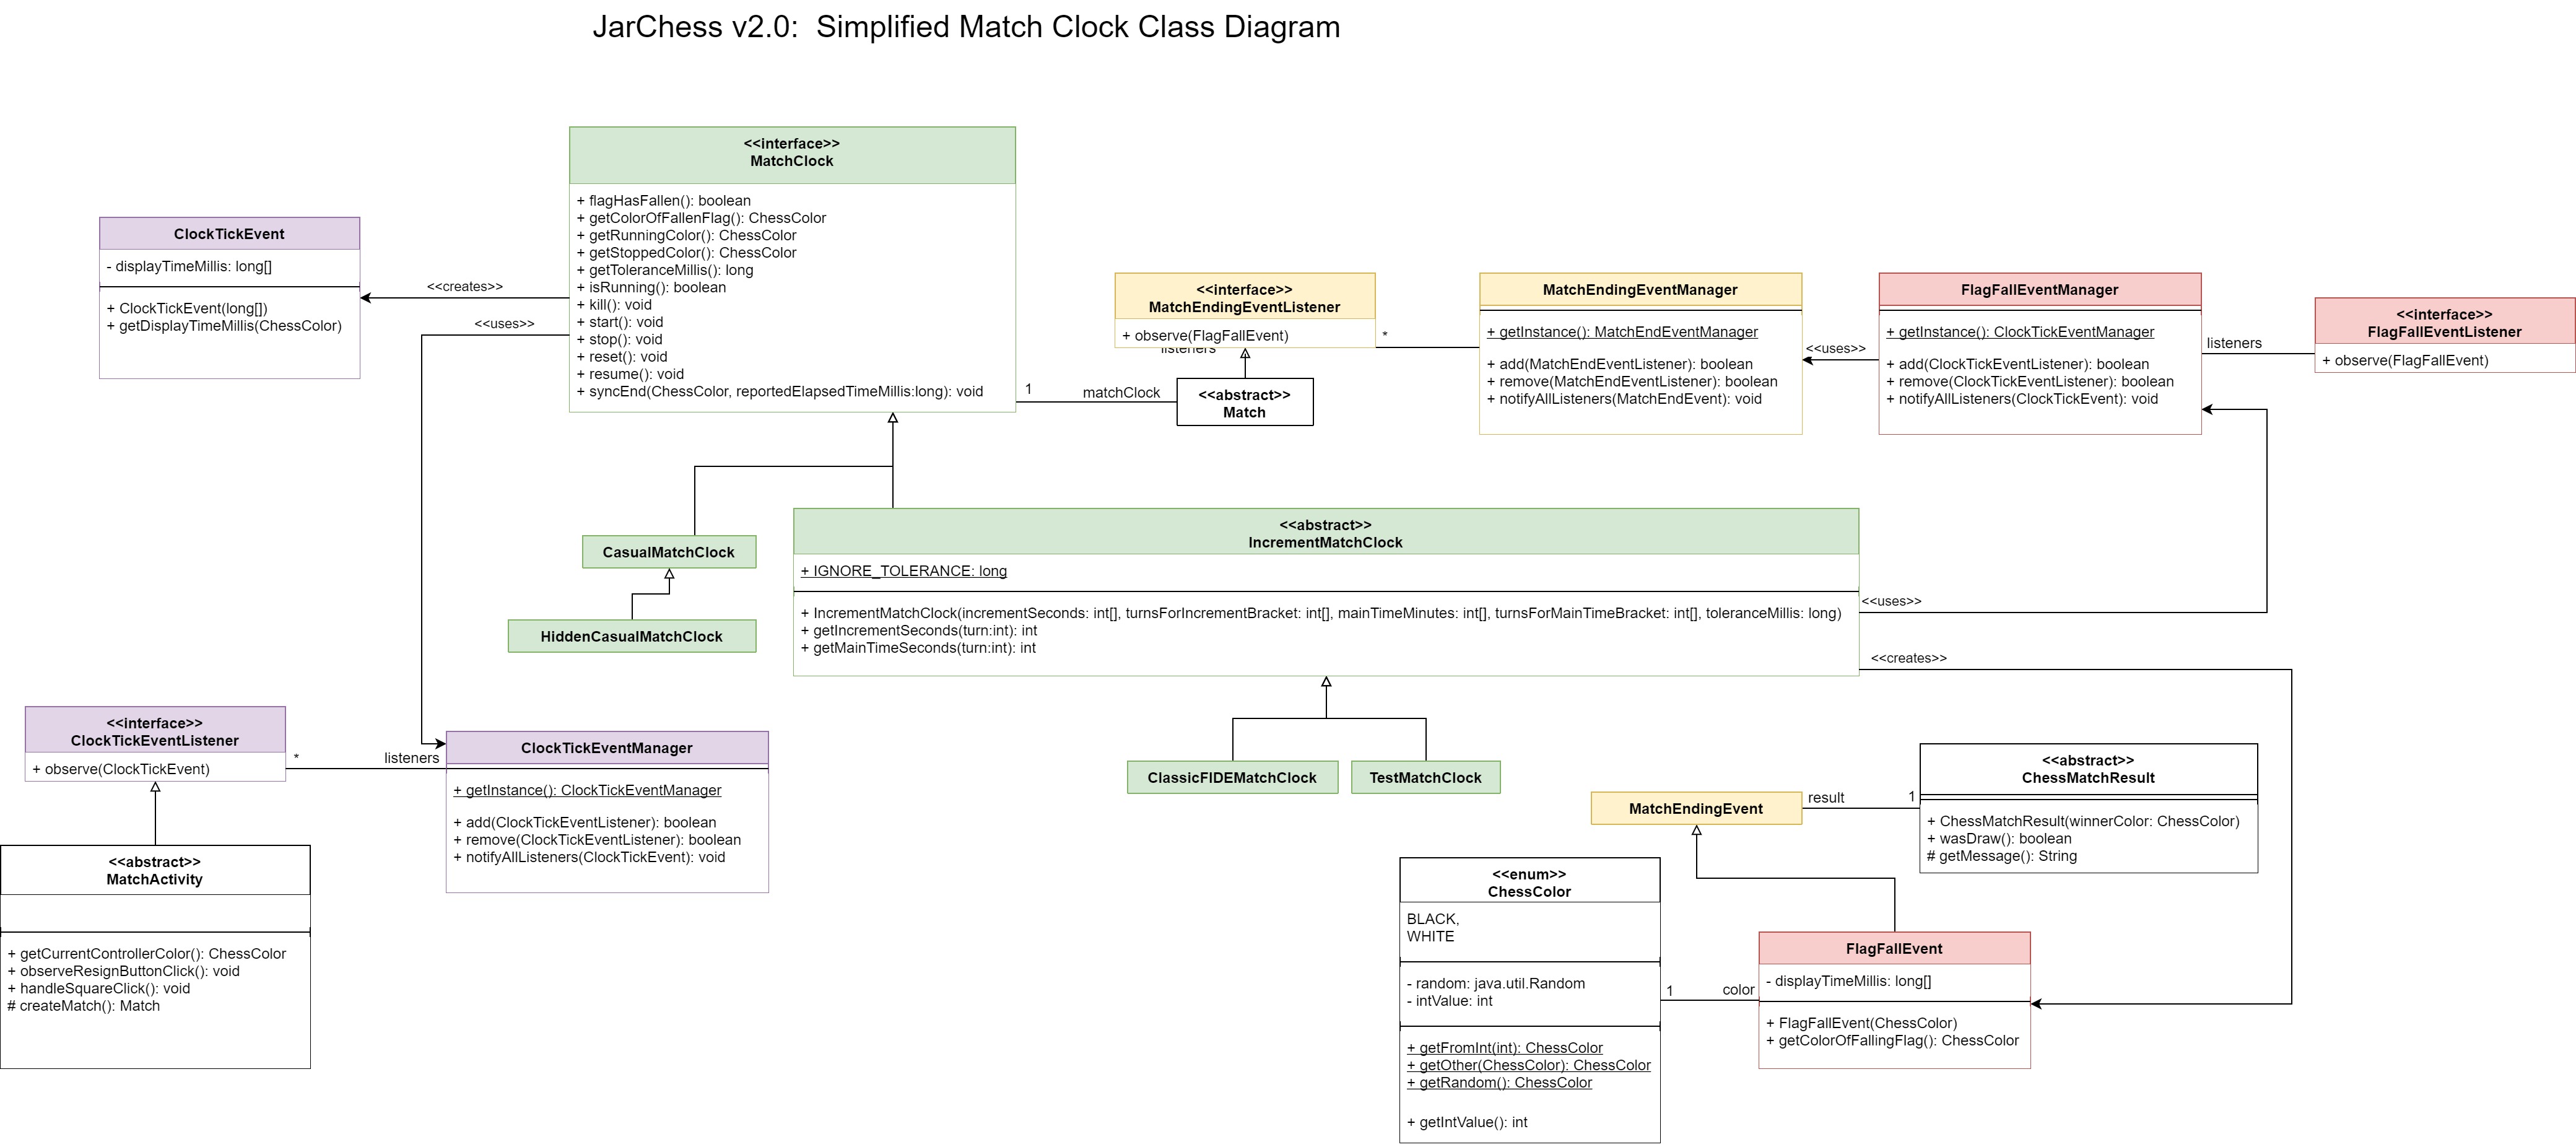 JarChess v2.0:  Simplified Match Clock Class Diagram
<<interface>>
MatchClock
+ flagHasFallen(): boolean
+ getColorOfFallenFlag(): ChessColor
+ getRunningColor(): ChessColor
+ getStoppedColor(): ChessColor
+ getToleranceMillis(): long
+ isRunning(): boolean
+ kill(): void
+ start(): void
+ stop(): void
+ reset(): void
+ resume(): void
+ syncEnd(ChessColor, reportedElapsedTimeMillis:long): void
ClockTickEvent
- displayTimeMillis: long[]
+ ClockTickEvent(long[])
+ getDisplayTimeMillis(ChessColor)
<<creates>>
<<uses>>
<<interface>>
MatchEndingEventListener
+ observe(FlagFallEvent)
listeners
*
1
matchClock
<<abstract>>
Match
MatchEndingEventManager
+ getInstance(): MatchEndEventManager
+ add(MatchEndEventListener): boolean
+ remove(MatchEndEventListener): boolean
+ notifyAllListeners(MatchEndEvent): void
<<uses>>
FlagFallEventManager
+ getInstance(): ClockTickEventManager
+ add(ClockTickEventListener): boolean
+ remove(ClockTickEventListener): boolean
+ notifyAllListeners(ClockTickEvent): void
listeners
<<interface>>
FlagFallEventListener
+ observe(FlagFallEvent)
CasualMatchClock
HiddenCasualMatchClock
<<abstract>>
IncrementMatchClock
+ IGNORE_TOLERANCE: long
+ IncrementMatchClock(incrementSeconds: int[], turnsForIncrementBracket: int[], mainTimeMinutes: int[], turnsForMainTimeBracket: int[], toleranceMillis: long)
+ getIncrementSeconds(turn:int): int
+ getMainTimeSeconds(turn:int): int
<<uses>>
<<creates>>
<<interface>>
ClockTickEventListener
+ observe(ClockTickEvent)
*
listeners
ClockTickEventManager
+ getInstance(): ClockTickEventManager
+ add(ClockTickEventListener): boolean
+ remove(ClockTickEventListener): boolean
+ notifyAllListeners(ClockTickEvent): void
ClassicFIDEMatchClock
TestMatchClock
<<abstract>>
MatchActivity
+ getCurrentControllerColor(): ChessColor
+ observeResignButtonClick(): void
+ handleSquareClick(): void
# createMatch(): Match
MatchEndingEvent
result
1
<<abstract>>
ChessMatchResult
+ ChessMatchResult(winnerColor: ChessColor)
+ wasDraw(): boolean
# getMessage(): String
<<enum>>
ChessColor
BLACK,
WHITE
- random: java.util.Random
- intValue: int
+ getFromInt(int): ChessColor
+ getOther(ChessColor): ChessColor
+ getRandom(): ChessColor
+ getIntValue(): int
1
color
FlagFallEvent
- displayTimeMillis: long[]
+ FlagFallEvent(ChessColor)
+ getColorOfFallingFlag(): ChessColor